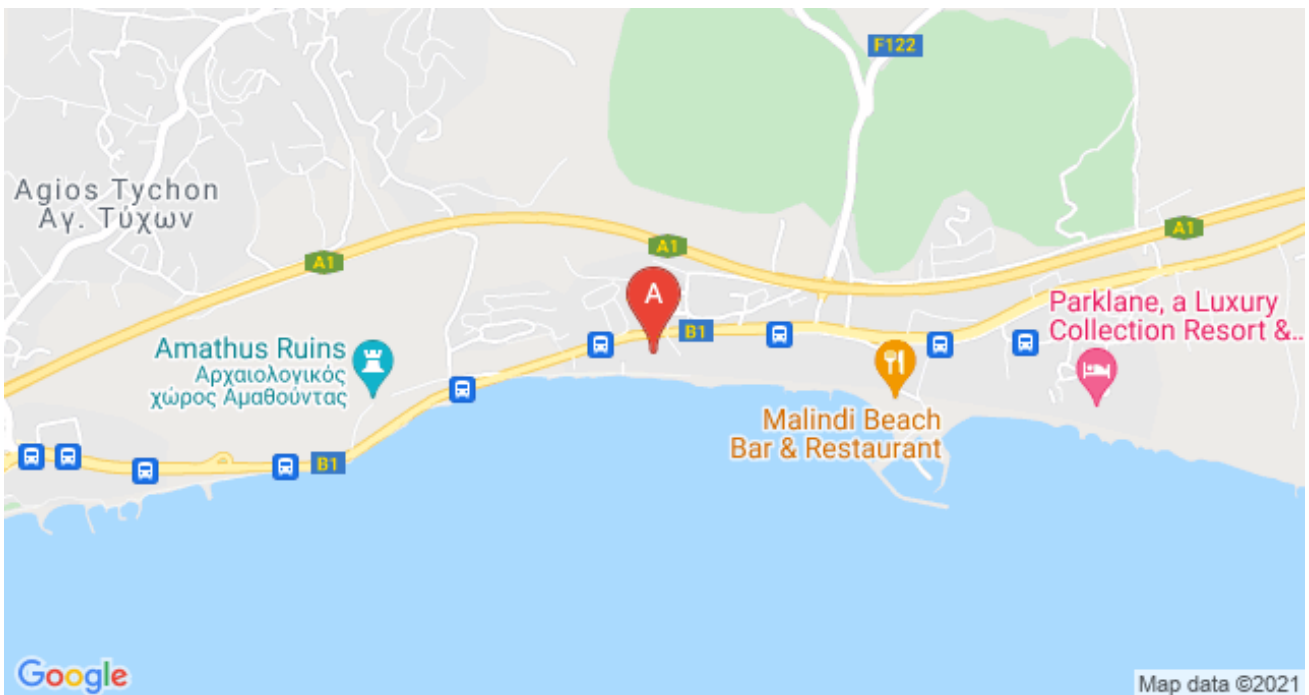 F122
Agios Tychon
Αγ. Τύχων
A1
A1
A1
A
B1
Parklane, a Luxury
Collection Resort &...
Amathus Ruins
Αρχαιολογικός
χώρος Αμαθούντας
Malindi Beach
Bar & Restaurant
B1
Google
Map data ©2021